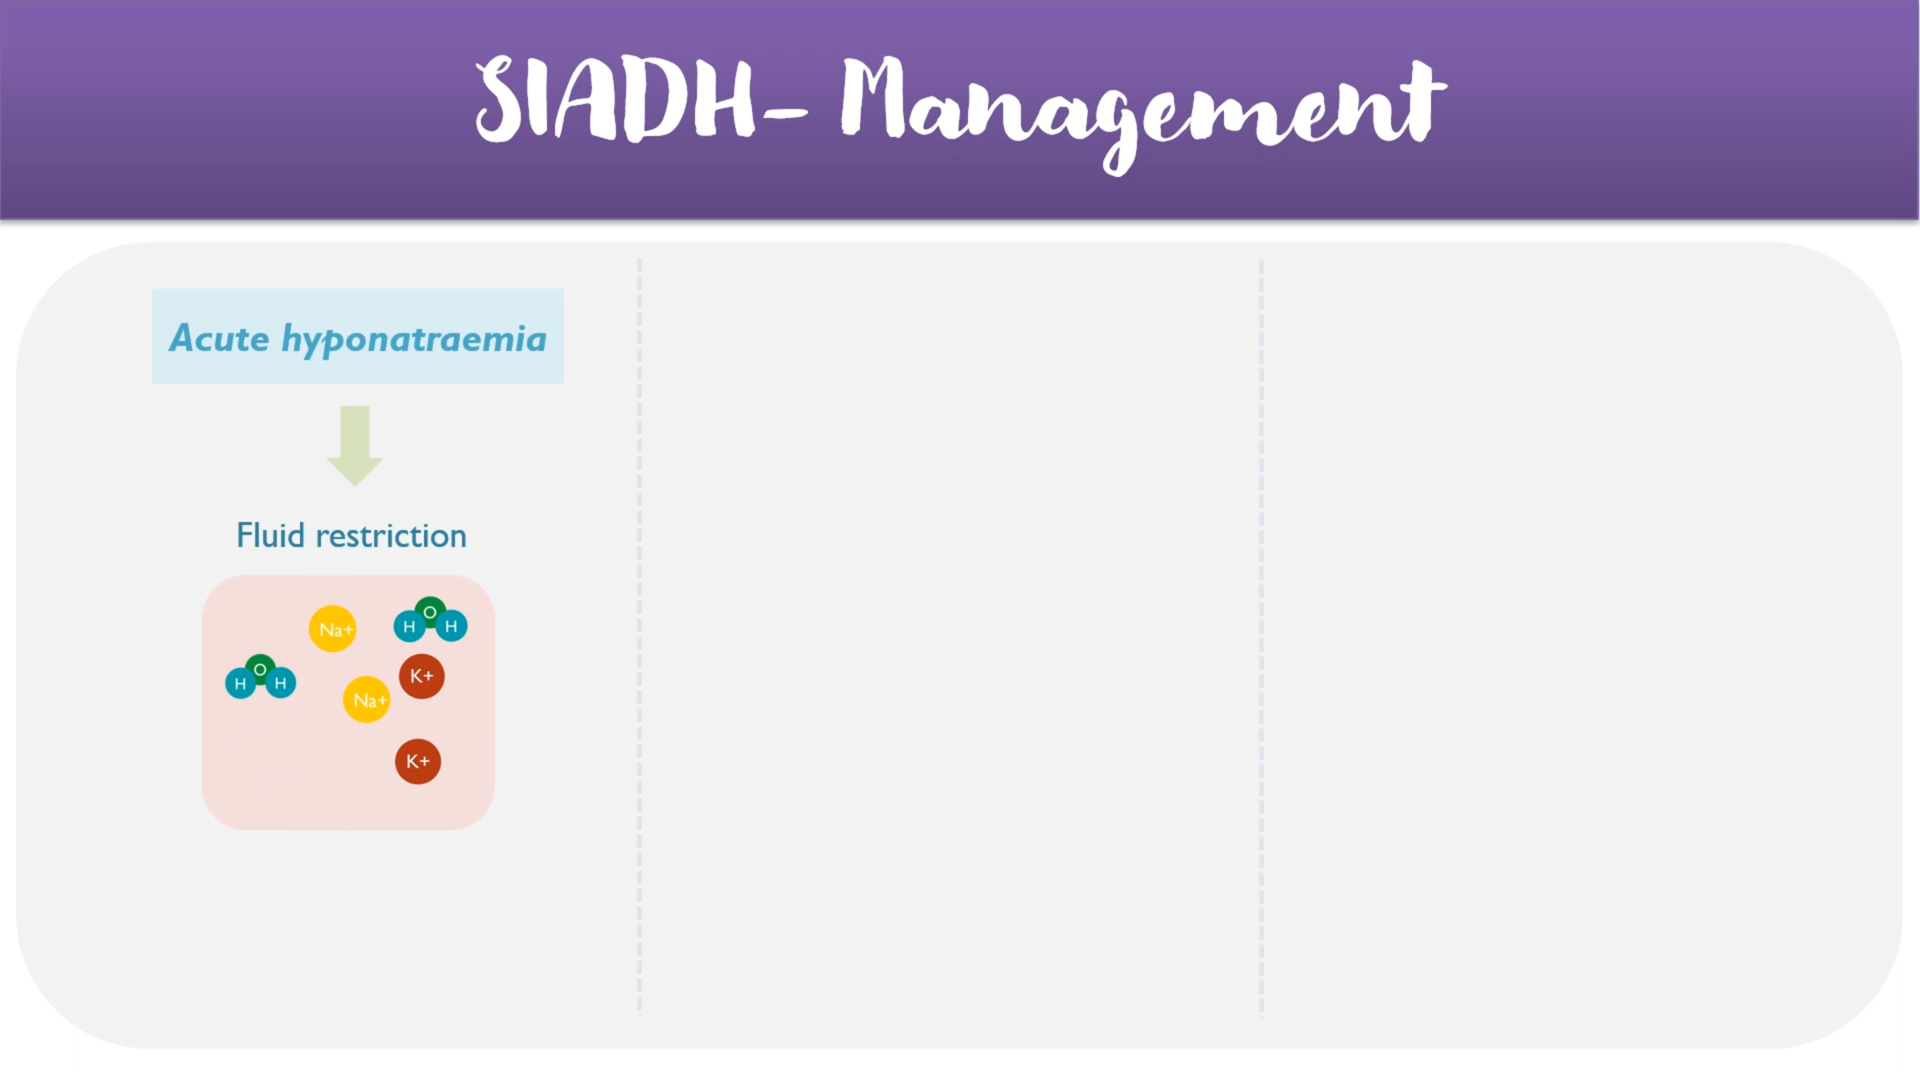 SIADH- Management
Acute hyponatraemia
Fluid restriction
Na+
H O H
H O H
K+
Na+
K+